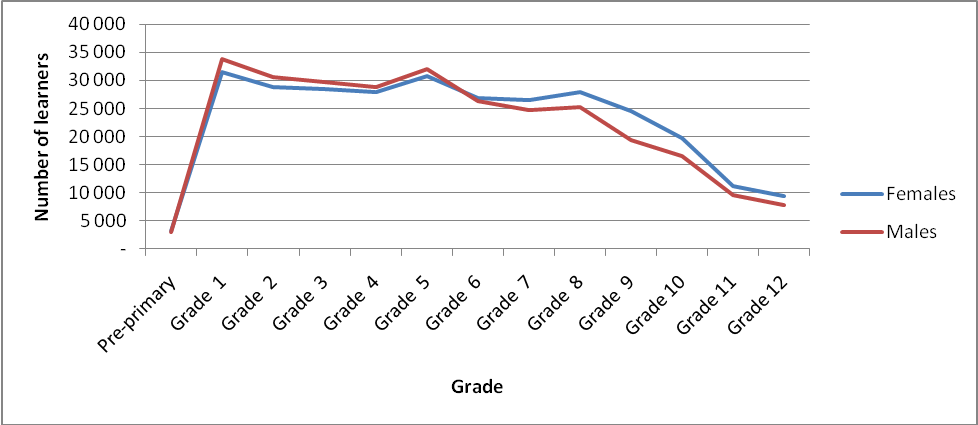 40 000
35 000
30 000
25 000
20 000
15 000
10 000
5 000
-
Number of learners
Pre-primary
Grade 1
Grade 2
Grade 3
Grade 4
Grade 5
Grade 6
Grade 7
Grade 8
Grade 9
Grade 10
Grade 11
Grade 12
Grade
Females
Males